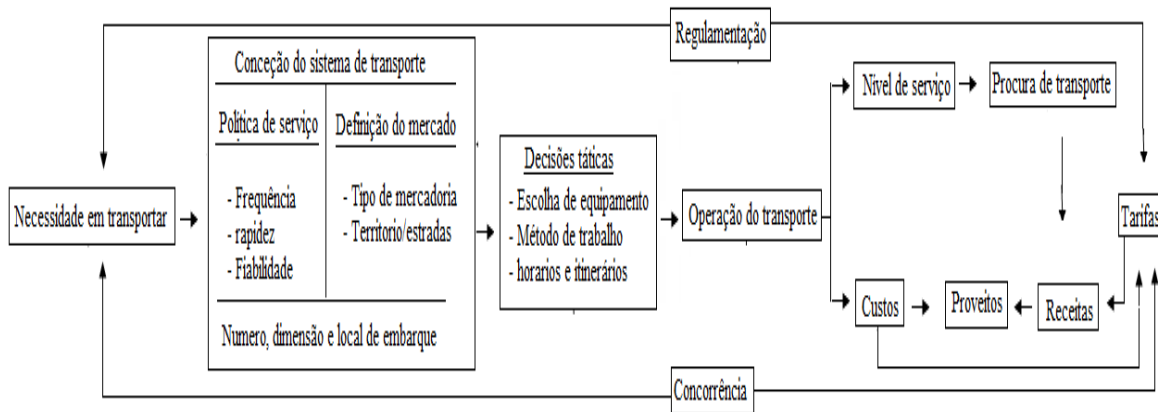 Regulamentação
Conceção do sistema de transporte
Política de serviço
Definição do mercado
- Frequência
- rapidez
- Fiabilidade
- Tipo de mercadoria
- Territorio/estradas
Numero, dimensão e local de embarque
Necessidade em transportar
Decisões táticas
- Escolha de equipamento
- Método de trabalho
- horarios e itinerários
Operação do transporte
Nível de serviço
Procura de transporte
Tarifas
Custos
Proveitos
Receitas
Concorrência